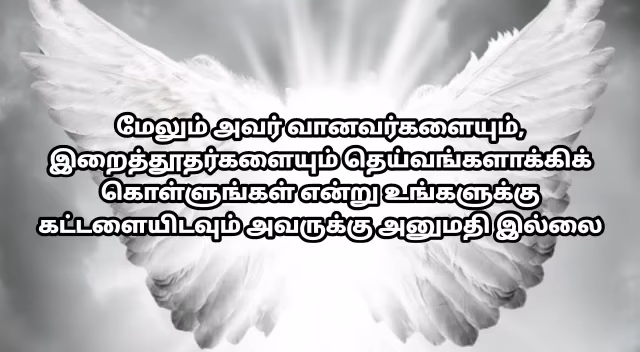 மேலும் அவர் வானவர்களையும்,
இறைத்தூதர்களையும் தெய்வங்களாக்கிக்
கொள்ளுங்கள் என்று உங்களுக்கு
கட்டளையிடவும் அவருக்கு அனுமதி இல்லை